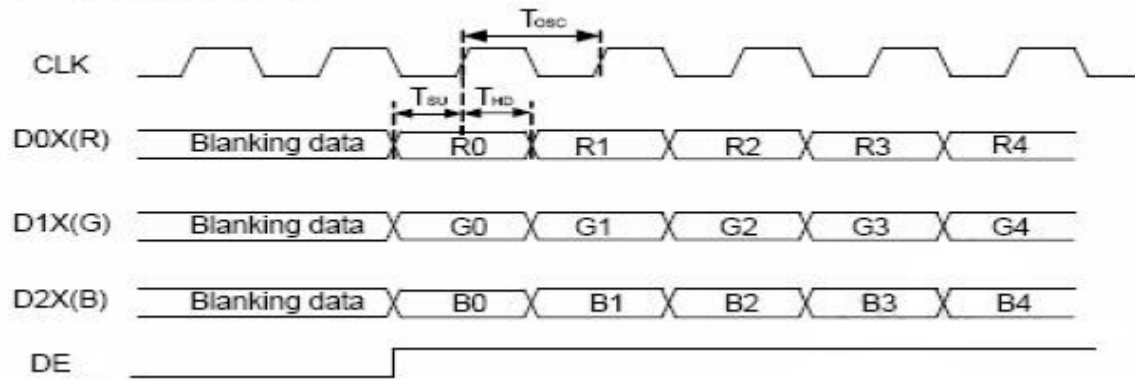 Tosc
CLK
TSU THD
D0X(R) Blanking data R0 R1 R2 R3 R4
D1X(G) Blanking data G0 G1 G2 G3 G4
D2X(B) Blanking data B0 B1 B2 B3 B4
DE